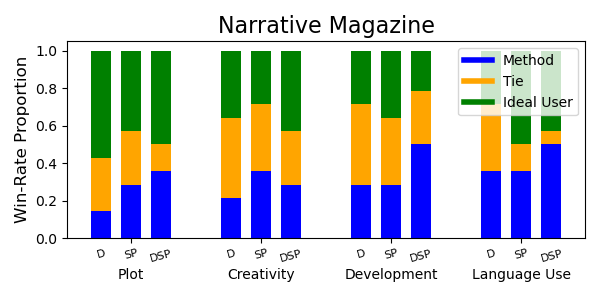 Narrative Magazine
Win-Rate Proportion
1.0
0.8
0.6
0.4
0.2
0.0
Method
Tie
Ideal User
D SP DSP D SP DSP D SP DSP D SP DSP
Plot Creativity Development Language Use